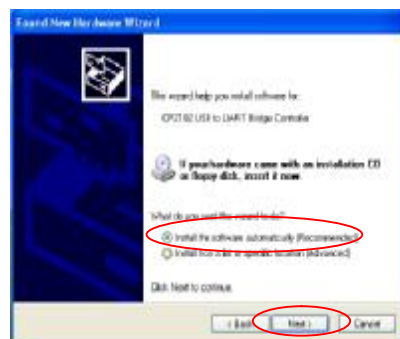 Found New Hardware Wizard
This wizard help you install software for:
CP2102 USB to UART Bridge Controller
If your hardware came with an installation CD
or floppy disk, insert it now.
What do you want the wizard to do?
Install the software automatically (Recommended)
Install from a list or specific location (Advanced)
Click Next to continue.
< Back
Next >
Cancel